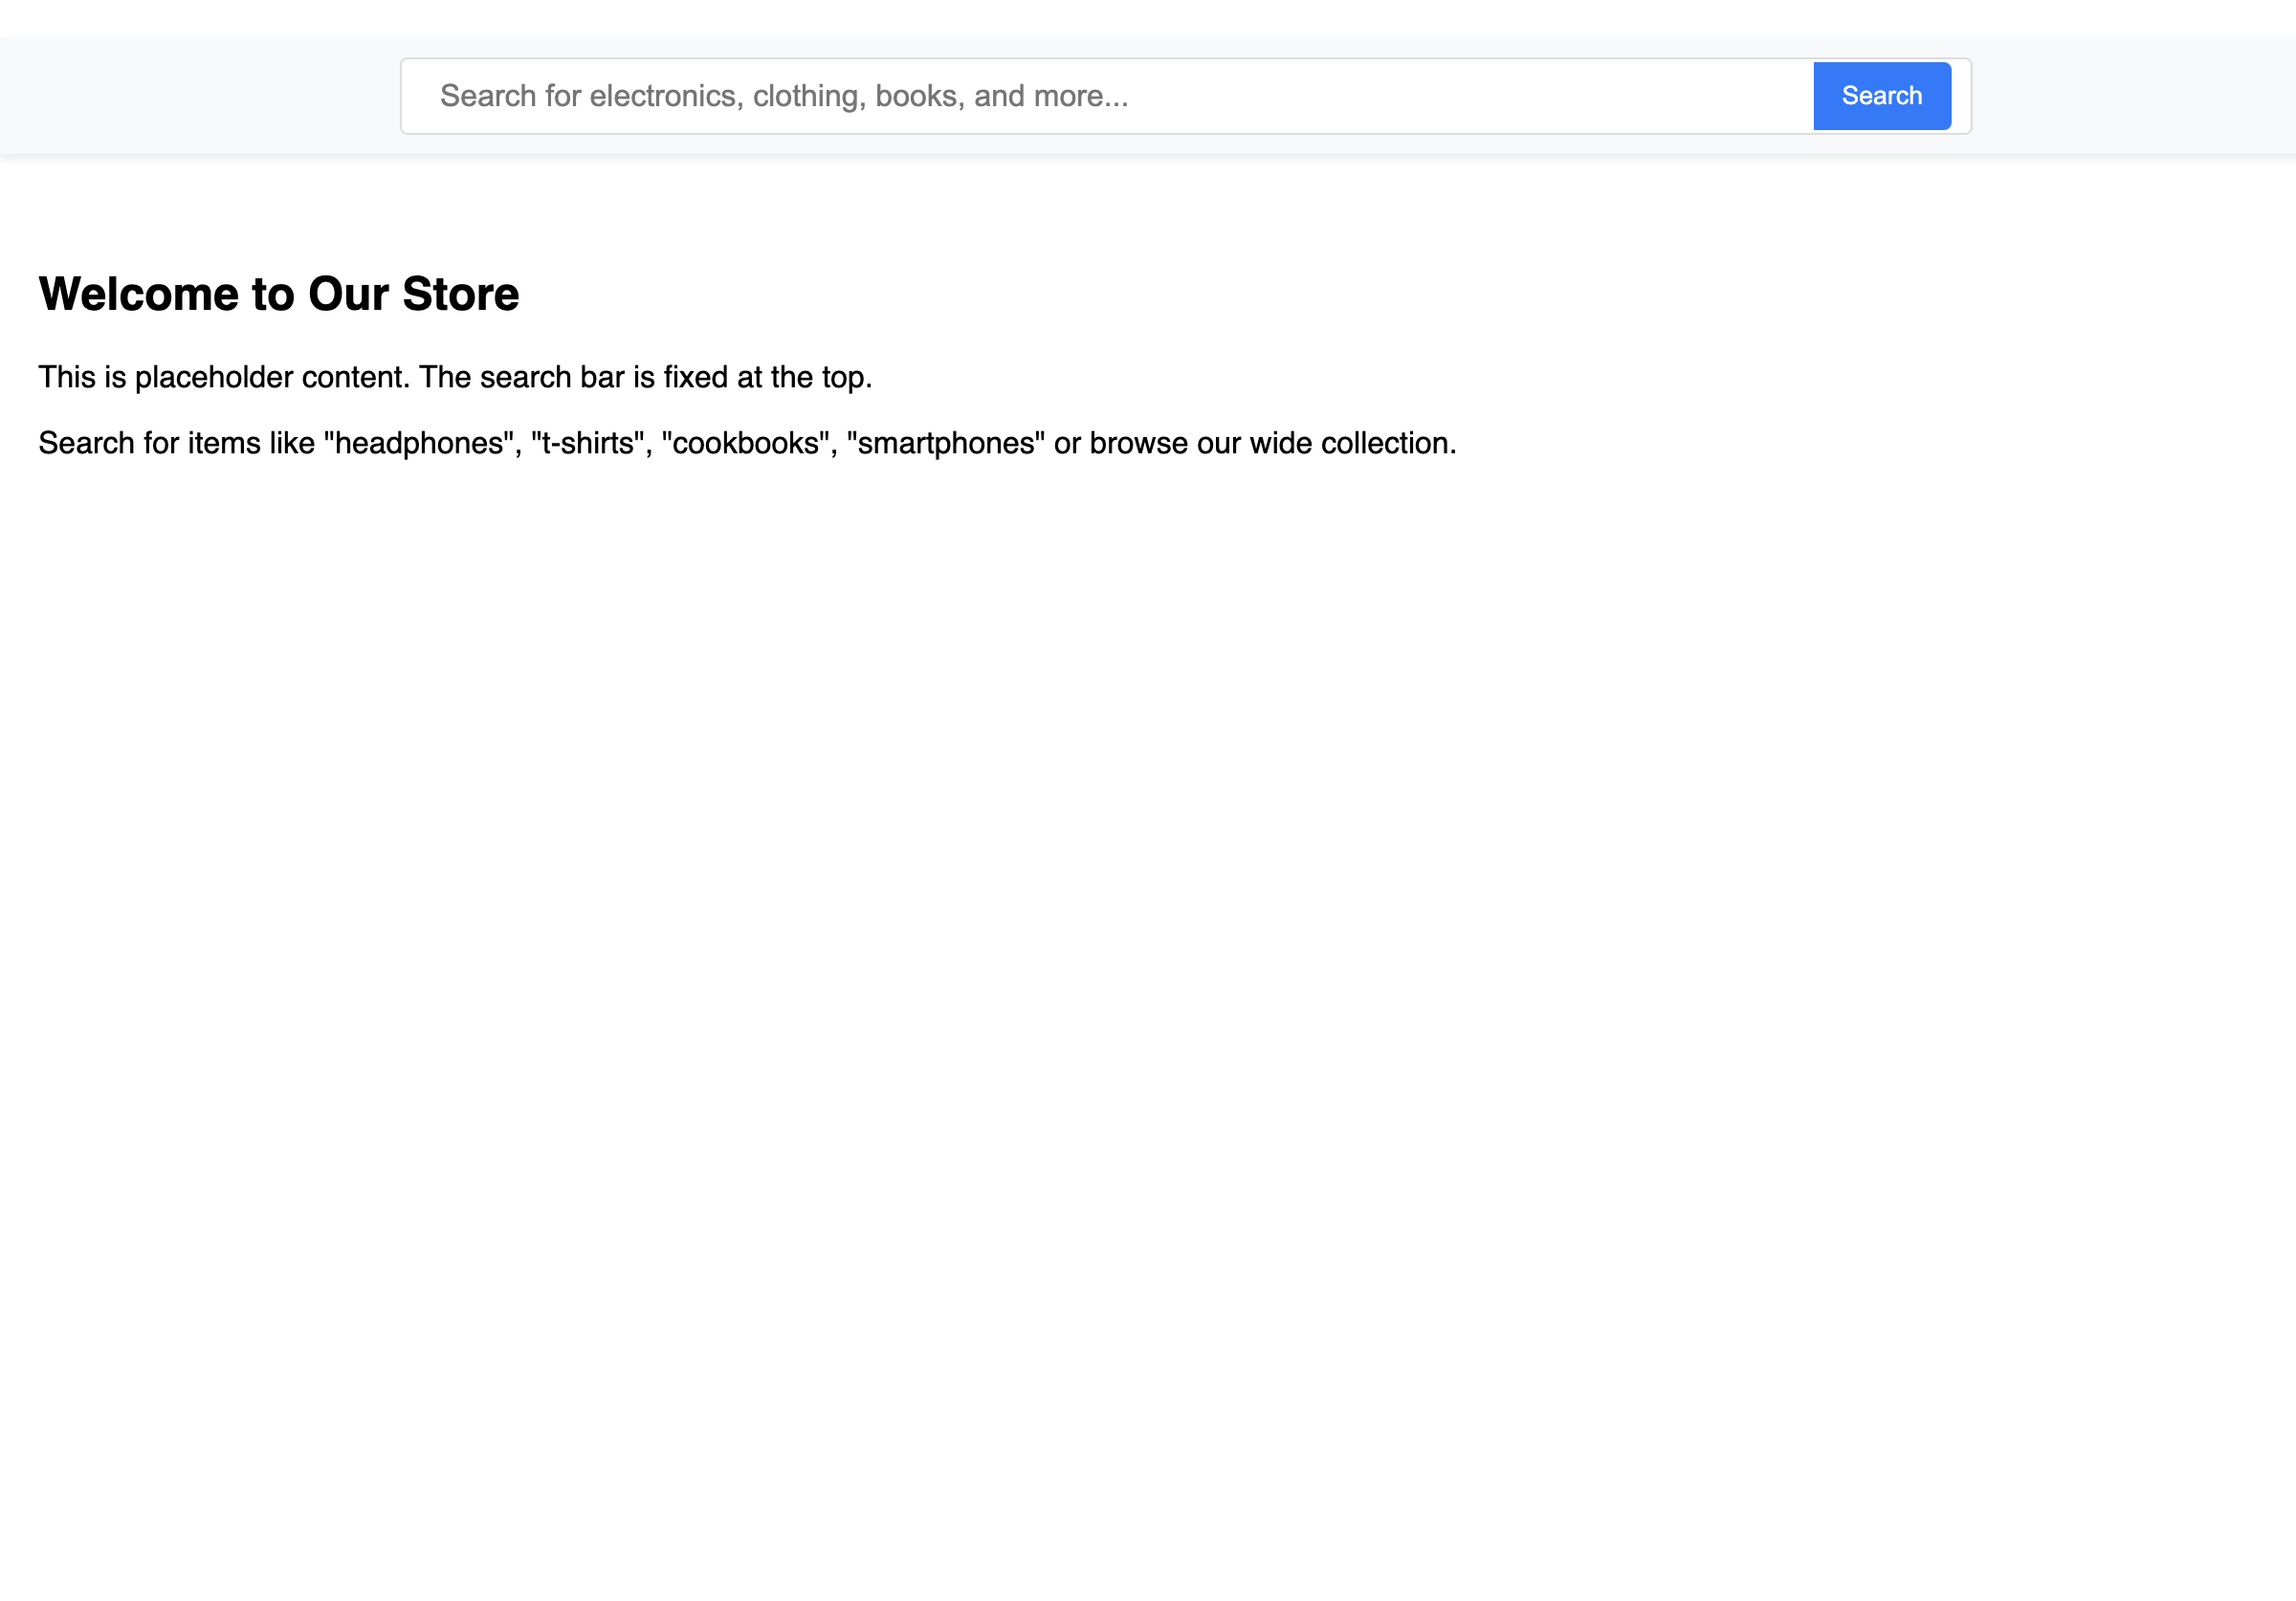 Search for electronics, clothing, books, and more...
Search
Welcome to Our Store
This is placeholder content. The search bar is fixed at the top.
Search for items like "headphones", "t-shirts", "cookbooks", "smartphones" or browse our wide collection.